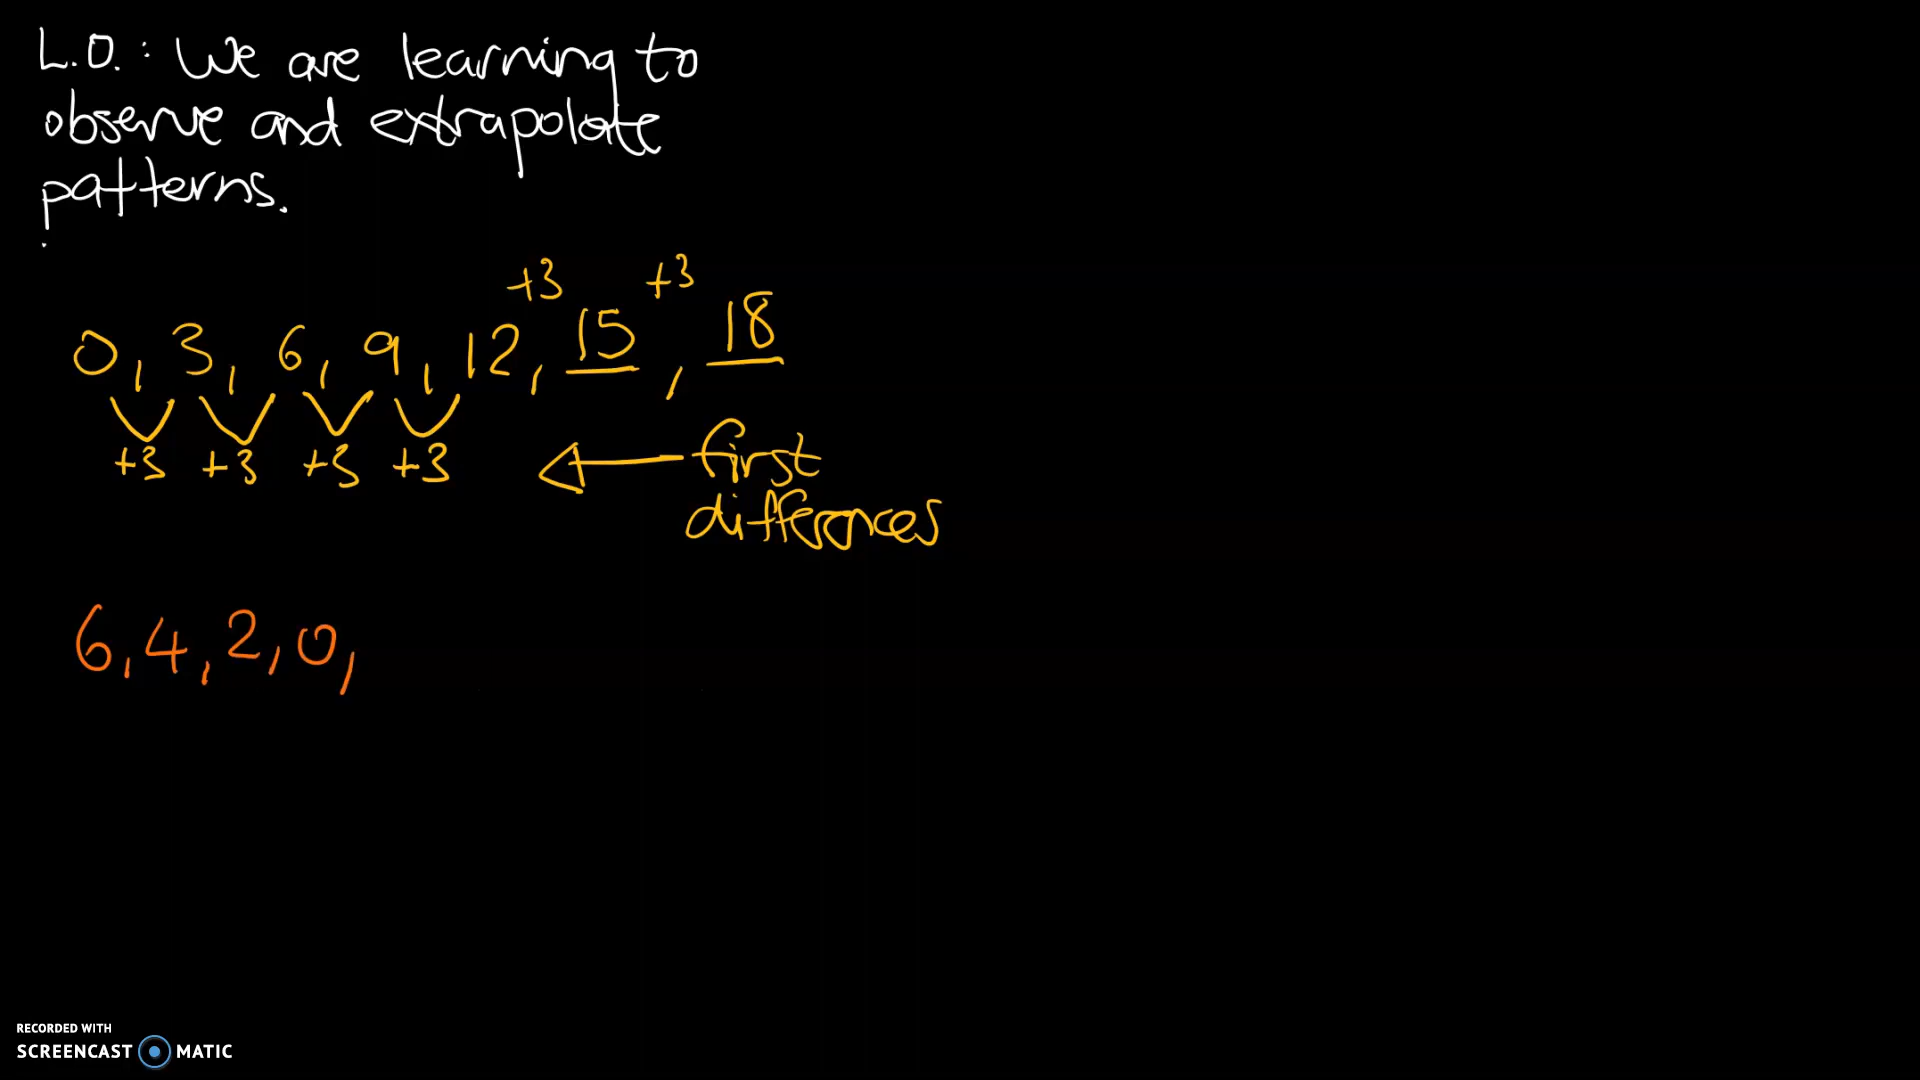 L.O.: We are learning to
observe and extrapolate
patterns.
+3 +3
0, 3, 6, 9, 12, 15, 18
+3 +3 +3 +3
first
differences
6, 4, 2, 0,
RECORDED WITH
SCREENCAST MATIC